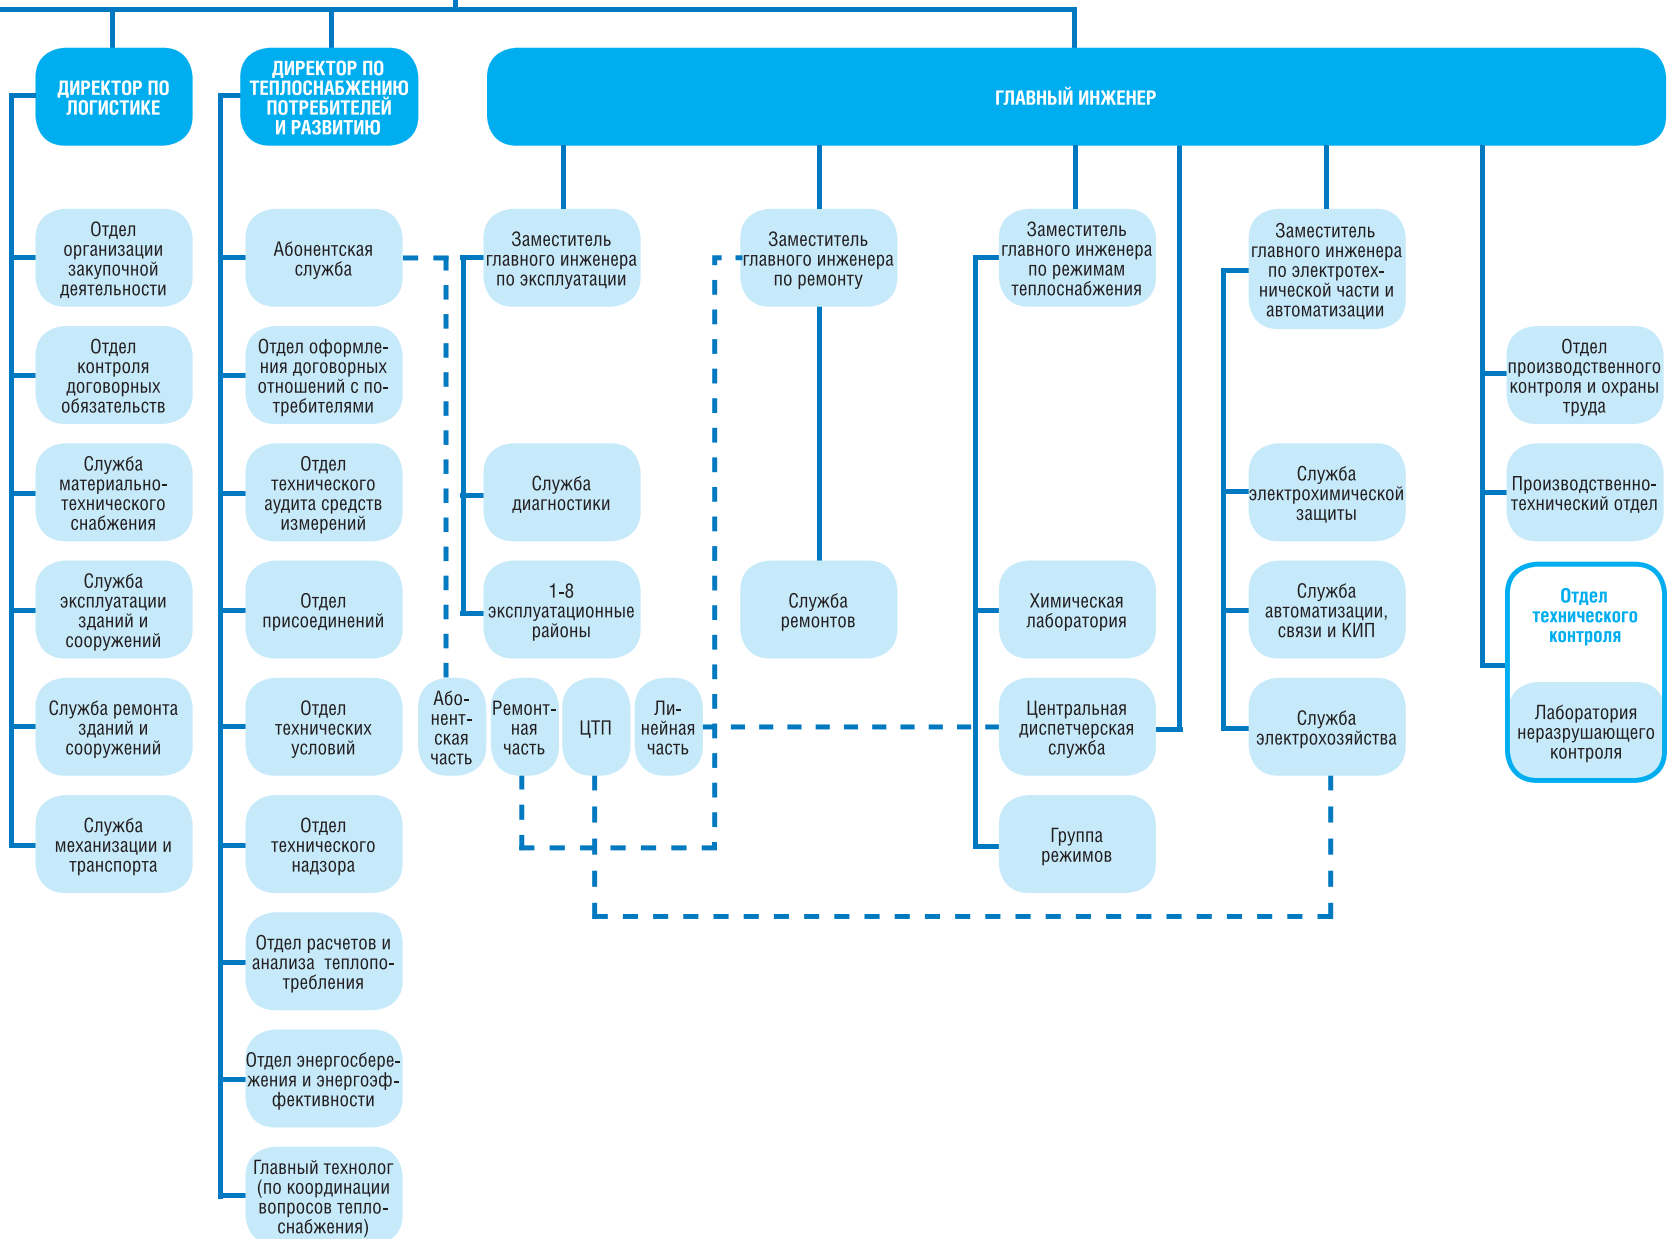 ДИРЕКТОР ПО
ЛОГИСТИКЕ
Отдел
организации
закупочной
деятельности
Отдел
контроля
договорных
обязательств
Служба
материально-
технического
снабжения
Служба
эксплуатации
зданий и
сооружений
Служба ремонта
зданий и
сооружений
Служба
механизации и
транспорта
ДИРЕКТОР ПО
ТЕПЛОСНАБЖЕНИЮ
ПОТРЕБИТЕЛЕЙ
И РАЗВИТИЮ
Абонентская
служба
Отдел оформле-
ния договорных
отношений с по-
требителями
Отдел
технического
аудита средств
измерений
Отдел
присоединений
Отдел
технических
условий
Отдел
технического
надзора
Отдел расчетов и
анализа теплопо-
требления
Отдел энергосбере-
жения и энергоэф-
фективности
Главный технолог
(по координации
вопросов тепло-
снабжения)
ГЛАВНЫЙ ИНЖЕНЕР
Заместитель
главного инженера
по эксплуатации
Служба
диагностики
1-8
эксплуатационные
районы
Або-
нент-
ская
часть
Ремонт-
ная
часть
ЦТП
Ли-
нейная
часть
Заместитель
главного инженера
по ремонту
Служба
ремонтов
Заместитель
главного инженера
по режимам
теплоснабжения
Химическая
лаборатория
Центральная
диспетчерская
служба
Группа
режимов
Заместитель
главного инженера
по электротех-
нической части и
автоматизации
Служба
электрохимической
защиты
Служба
автоматизации,
связи и КИП
Служба
электрохозяйства
Отдел
производственного
контроля и охраны
труда
Производственно-
технический отдел
Отдел
технического
контроля
Лаборатория
неразрушающего
контроля